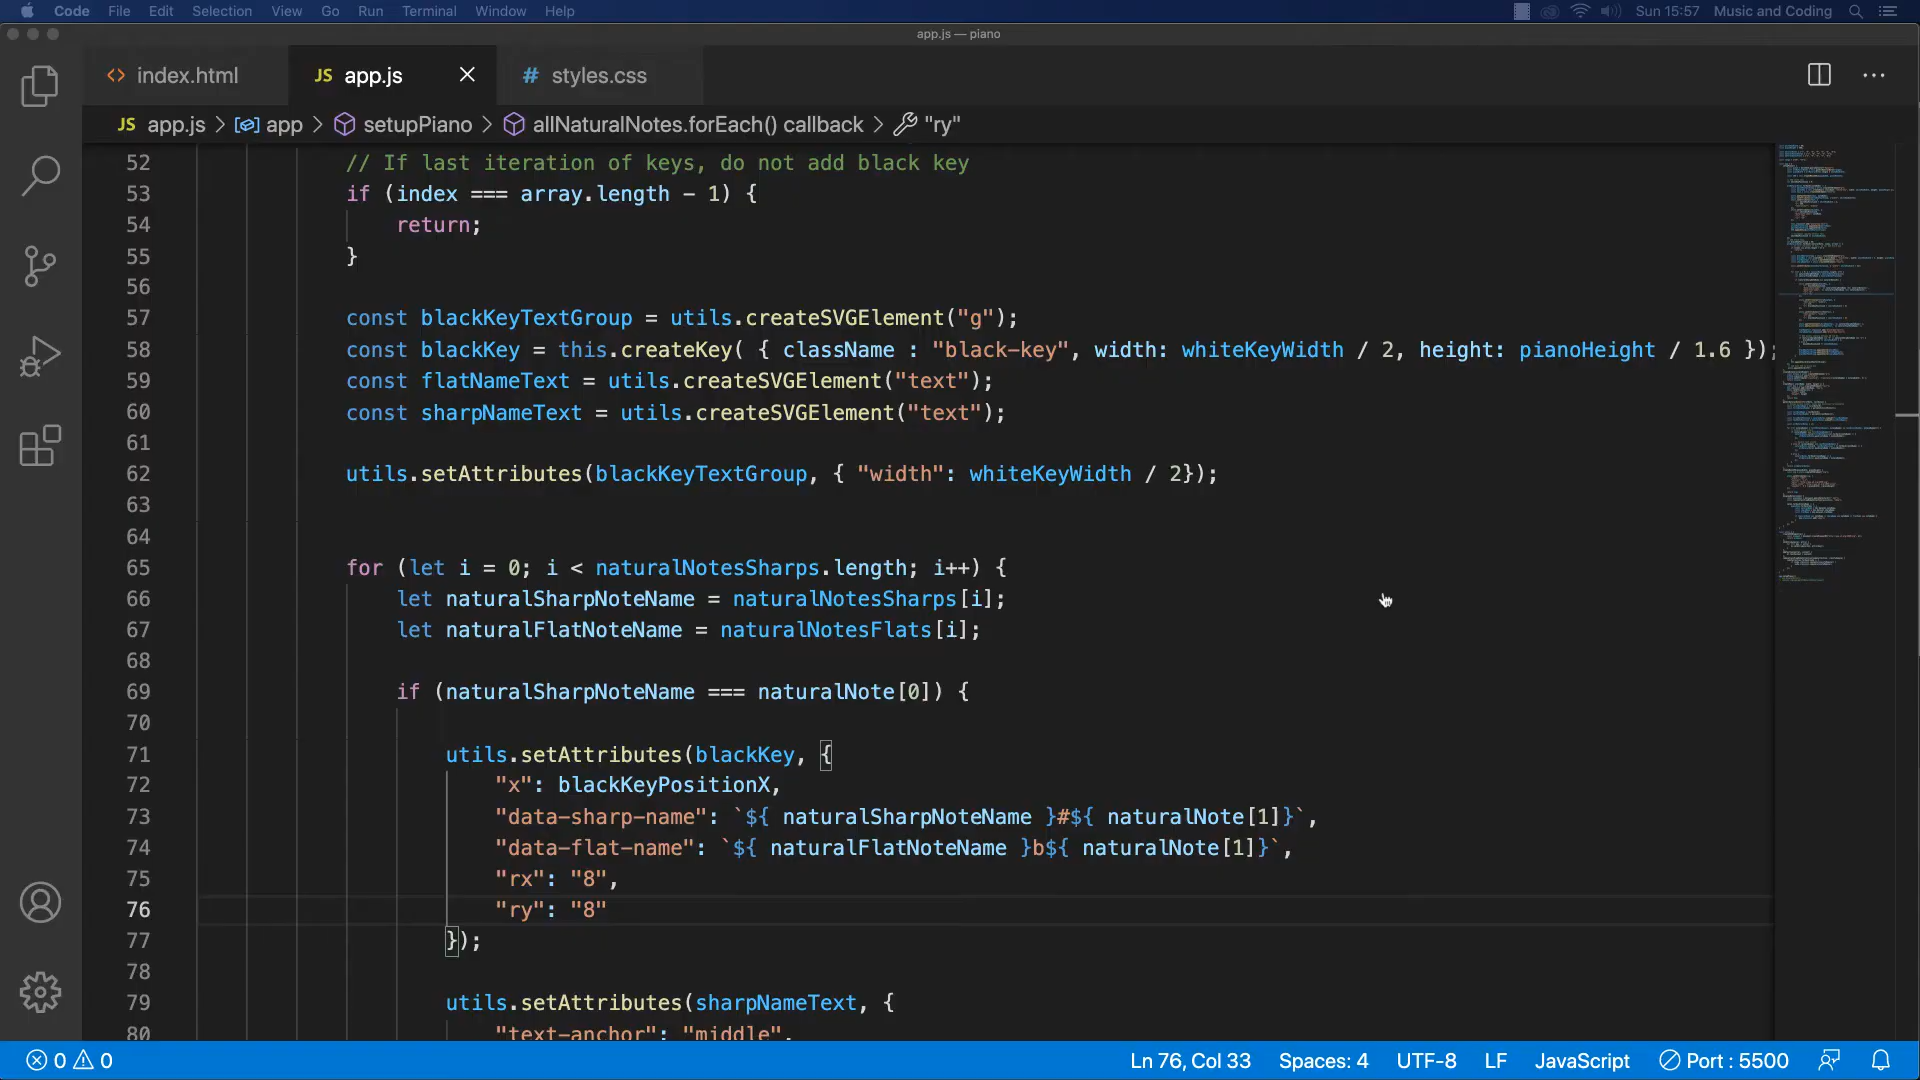 Code File Edit Selection View Go Run Terminal Window Help Sun 15:57 Music and Coding
app.js — piano
index.html JS app.js # styles.css
JS app.js > app > setupPiano > allNaturalNotes.forEach() callback > "ry"
52 // If last iteration of keys, do not add black key
53 if (index === array.length - 1) {
54 return;
55 }
56
57 const blackKeyTextGroup = utils.createSVGElement("g");
58 const blackKey = this.createKey( { className : "black-key", width: whiteKeyWidth / 2, height: pianoHeight / 1.6 });
59 const flatNameText = utils.createSVGElement("text");
60 const sharpNameText = utils.createSVGElement("text");
61
62 utils.setAttributes(blackKeyTextGroup, { "width": whiteKeyWidth / 2});
63
64
65 for (let i = 0; i < naturalNotesSharps.length; i++) {
66 let naturalSharpNoteName = naturalNotesSharps[i];
67 let naturalFlatNoteName = naturalNotesFlats[i];
68
69 if (naturalSharpNoteName === naturalNote[0]) {
70
71 utils.setAttributes(blackKey, {
72 "x": blackKeyPositionX,
73 "data-sharp-name": `${ naturalSharpNoteName }#${ naturalNote[1]}`,
74 "data-flat-name": `${ naturalFlatNoteName }b${ naturalNote[1]}`,
75 "rx": "8",
76 "ry": "8"
77 });
78
79 utils.setAttributes(sharpNameText, {
80 "text-anchor": "middle",
0 0 Ln 76, Col 33 Spaces: 4 UTF-8 LF JavaScript Port : 5500